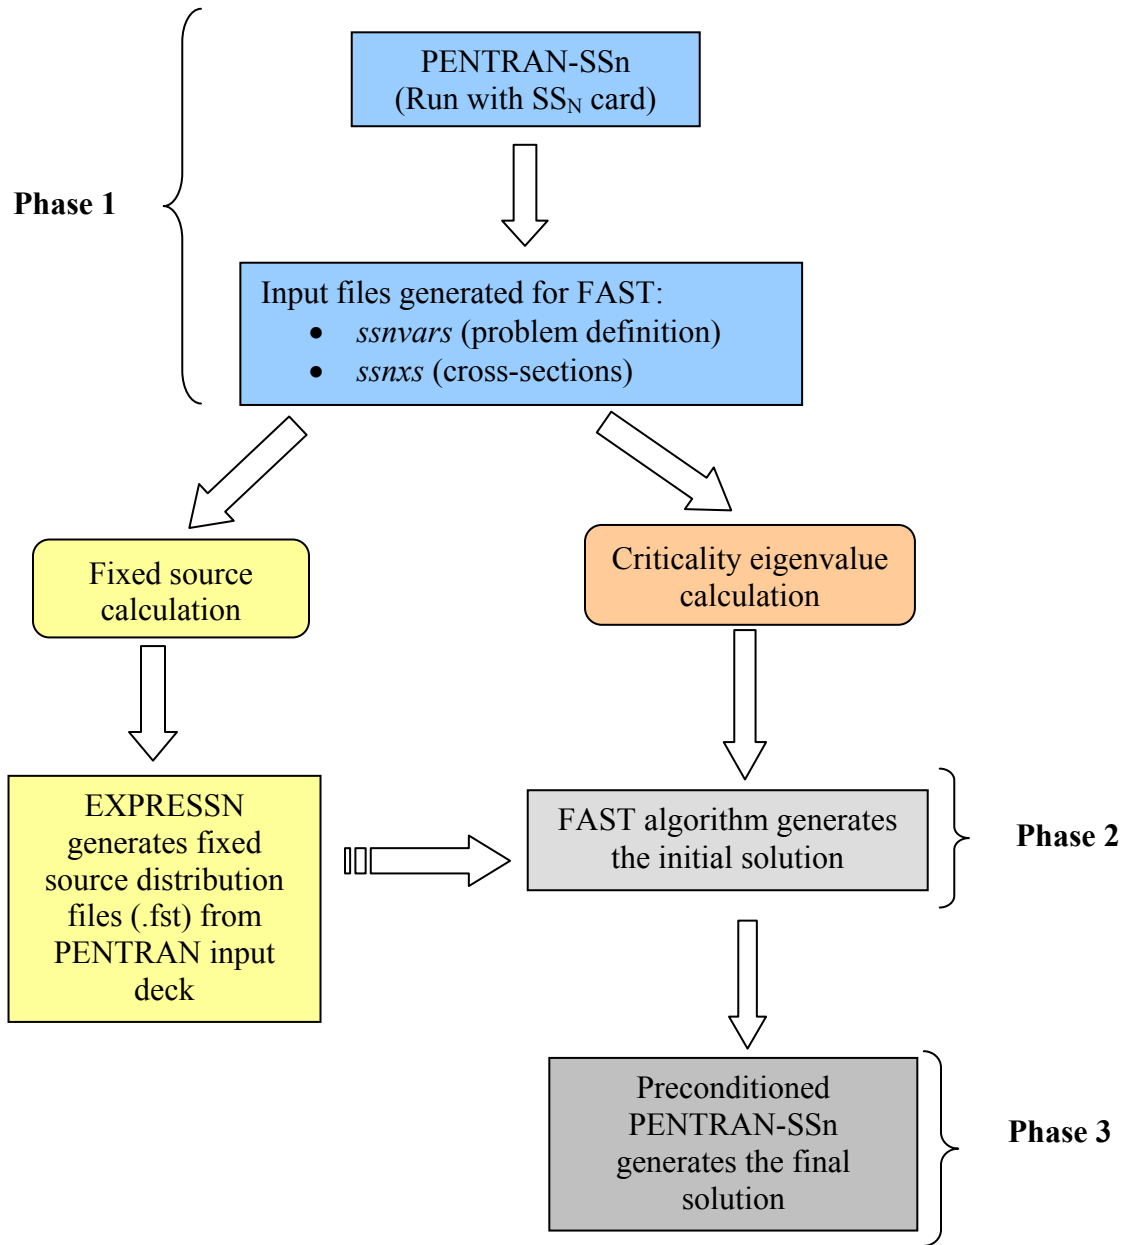 PENTRAN-SSn
(Run with SSN card)
Phase 1
Input files generated for FAST:
• ssnvars (problem definition)
• ssnxs (cross-sections)
Fixed source
calculation
Criticality eigenvalue
calculation
EXPRESSN
generates fixed
source distribution
files (.fst) from
PENTRAN input
deck
FAST algorithm generates
the initial solution
Phase 2
Preconditioned
PENTRAN-SSn
generates the final
solution
Phase 3